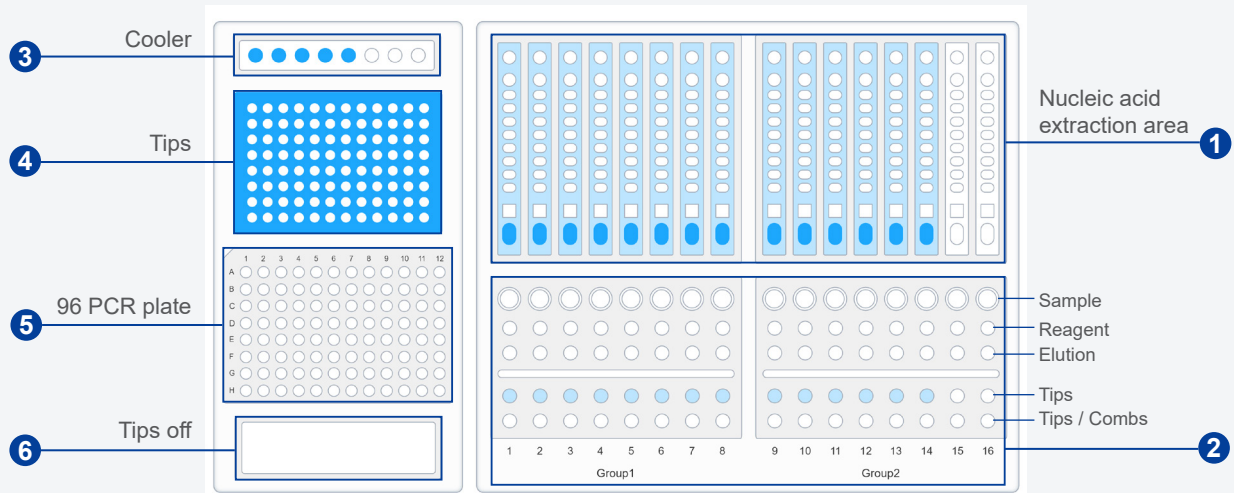 3
Cooler
4
Tips
5
96 PCR plate
1 2 3 4 5 6 7 8 9 10 11 12
A
B
C
D
E
F
G
H
6
Tips off
Nucleic acid
extraction area
1
Sample
Reagent
Elution
Tips
Tips / Combs
2
1 2 3 4 5 6 7 8
Group1
9 10 11 12 13 14 15 16
Group2